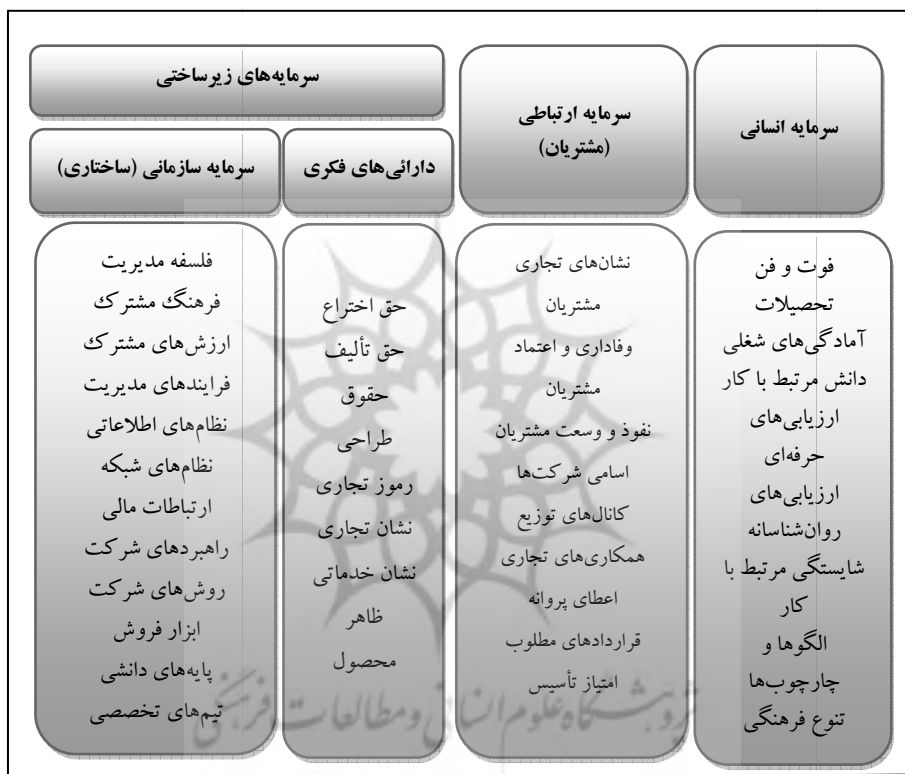 سرمایه انسانی
فوت و فن
تحصیلات
آمادگی‌های شغلی
دانش مرتبط با کار
ارزیابی‌های
حرفه‌ای
ارزیابی‌های
روان‌شناسانه
شایستگی مرتبط با
کار
الگوها و
چارچوب‌ها
تنوع فرهنگی
سرمایه ارتباطی
(مشتریان)
نشان‌های تجاری
مشتریان
وفاداری و اعتماد
مشتریان
نفوذ و وسعت مشتریان
اسامی شرکت‌ها
کانال‌های توزیع
همکاری‌های تجاری
اعطای پروانه
قراردادهای مطلوب
امتیاز تأسیس
سرمایه‌های زیرساختی
دارائی‌های فکری
حق اختراع
حق تألیف
حقوق
طراحی
رموز تجاری
نشان تجاری
نشان خدماتی
ظاهر
محصول
سرمایه سازمانی (ساختاری)
فلسفه مدیریت
فرهنگ مشترک
ارزش‌های مشترک
فرایندهای مدیریت
نظام‌های اطلاعاتی
نظام‌های شبکه
ارتباطات مالی
راهبردهای شرکت
روش‌های شرکت
ابزار فروش
پایه‌های دانشی
تیم‌های تخصصی
پژوهشگاه علوم انسانی و مطالعات فرهنگی